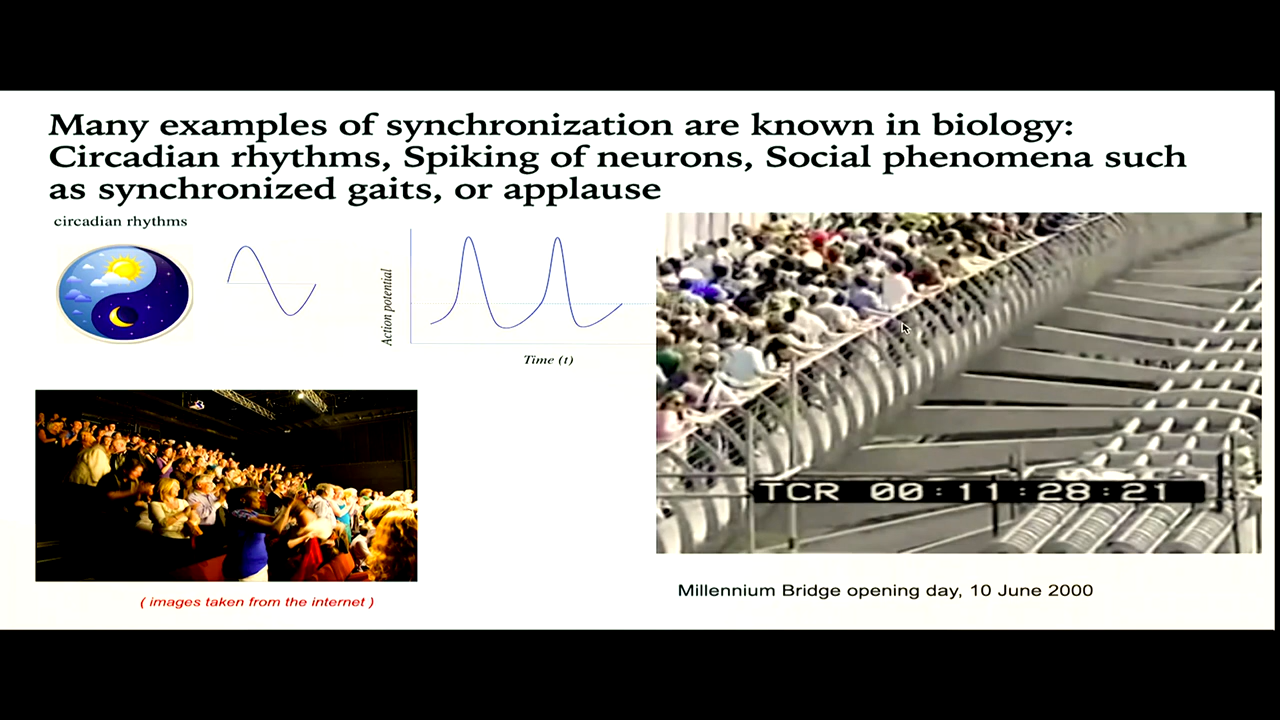 Many examples of synchronization are known in biology:
Circadian rhythms, Spiking of neurons, Social phenomena such
as synchronized gaits, or applause
circadian rhythms
Action potential
Time (t)
TCR 00:11:28:21
( images taken from the internet )
Millennium Bridge opening day, 10 June 2000